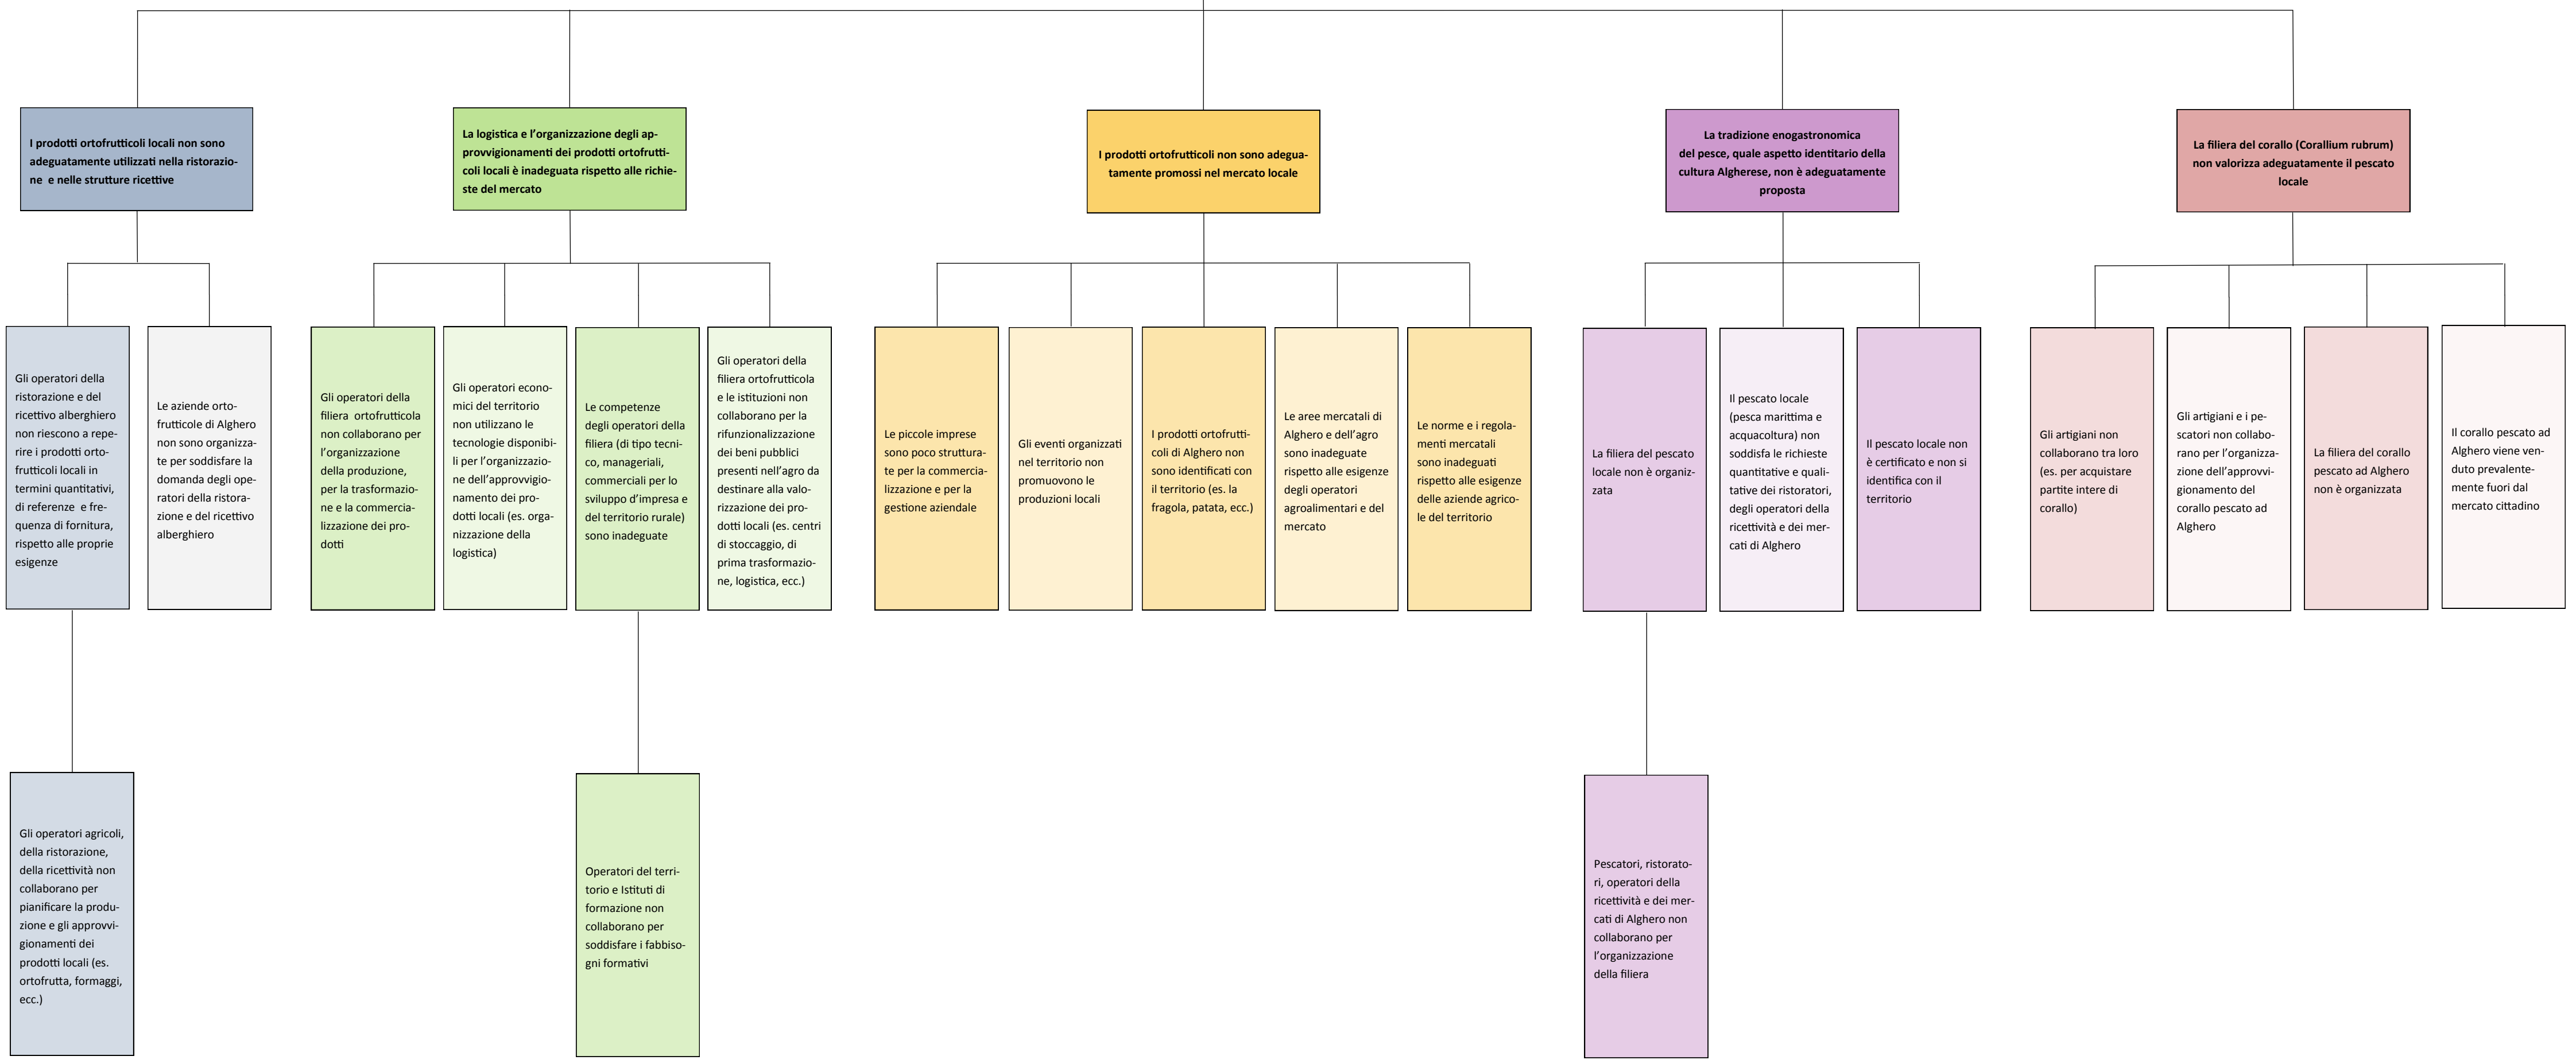 I prodotti ortofrutticoli locali non sono
adeguatamente utilizzati nella ristorazio-
ne e nelle strutture ricettive
La logistica e l’organizzazione degli ap-
provvigionamenti dei prodotti ortofrutti-
coli locali è inadeguata rispetto alle richie-
ste del mercato
I prodotti ortofrutticoli non sono adegua-
tamente promossi nel mercato locale
La tradizione enogastronomica
del pesce, quale aspetto identitario della
cultura Algherese, non è adeguatamente
proposta
La filiera del corallo (Corallium rubrum)
non valorizza adeguatamente il pescato
locale
Gli operatori della
ristorazione e del
ricettivo alberghiero
non riescono a repe-
rire i prodotti orto-
frutticoli locali in
termini quantitativi,
di referenze e fre-
quenza di fornitura,
rispetto alle proprie
esigenze
Le aziende orto-
frutticole di Alghero
non sono organizza-
te per soddisfare la
domanda degli ope-
ratori della ristora-
zione e del ricettivo
alberghiero
Gli operatori della
filiera ortofrutticola
non collaborano per
l’organizzazione
della produzione,
per la trasformazio-
ne e la commercia-
lizzazione dei pro-
dotti
Gli operatori econo-
mici del territorio
non utilizzano le
tecnologie disponibi-
li per l’organizzazio-
ne dell’approvvigio-
namento dei pro-
dotti locali (es. orga-
nizzazione della
logistica)
Le competenze
degli operatori della
filiera (di tipo tecni-
co, manageriali,
commerciali per lo
sviluppo d’impresa e
del territorio rurale)
sono inadeguate
Gli operatori della
filiera ortofrutticola
e le istituzioni non
collaborano per la
rifunzionalizzazione
dei beni pubblici
presenti nell’agro da
destinare alla valo-
rizzazione dei pro-
dotti locali (es. centri
di stoccaggio, di
prima trasformazio-
ne, logistica, ecc.)
Le piccole imprese
sono poco struttura-
te per la commercia-
lizzazione e per la
gestione aziendale
Gli eventi organizzati
nel territorio non
promuovono le
produzioni locali
I prodotti ortofrutti-
coli di Alghero non
sono identificati con
il territorio (es. la
fragola, patata, ecc.)
Le aree mercatali di
Alghero e dell’agro
sono inadeguate
rispetto alle esigenze
degli operatori
agroalimentari e del
mercato
Le norme e i regola-
menti mercatali
sono inadeguati
rispetto alle esigenze
delle aziende agrico-
le del territorio
La filiera del pescato
locale non è organiz-
zata
Il pescato locale
(pesca marittima e
acquacoltura) non
soddisfa le richieste
quantitative e quali-
tative dei ristoratori,
degli operatori della
ricettività e dei mer-
cati di Alghero
Il pescato locale non
è certificato e non si
identifica con il
territorio
Gli artigiani non
collaborano tra loro
(es. per acquistare
partite intere di
corallo)
Gli artigiani e i pe-
scatori non collabo-
rano per l’organizza-
zione dell’approvvi-
gionamento del
corallo pescato ad
Alghero
La filiera del corallo
pescato ad Alghero
non è organizzata
Il corallo pescato ad
Alghero viene ven-
duto prevalente-
mente fuori dal
mercato cittadino
Gli operatori agricoli,
della ristorazione,
della ricettività non
collaborano per
pianificare la produ-
zione e gli approvvi-
gionamenti dei
prodotti locali (es.
ortofrutta, formaggi,
ecc.)
Operatori del terri-
torio e Istituti di
formazione non
collaborano per
soddisfare i fabbiso-
gni formativi
Pescatori, ristorato-
ri, operatori della
ricettività e dei mer-
cati di Alghero non
collaborano per
l’organizzazione
della filiera